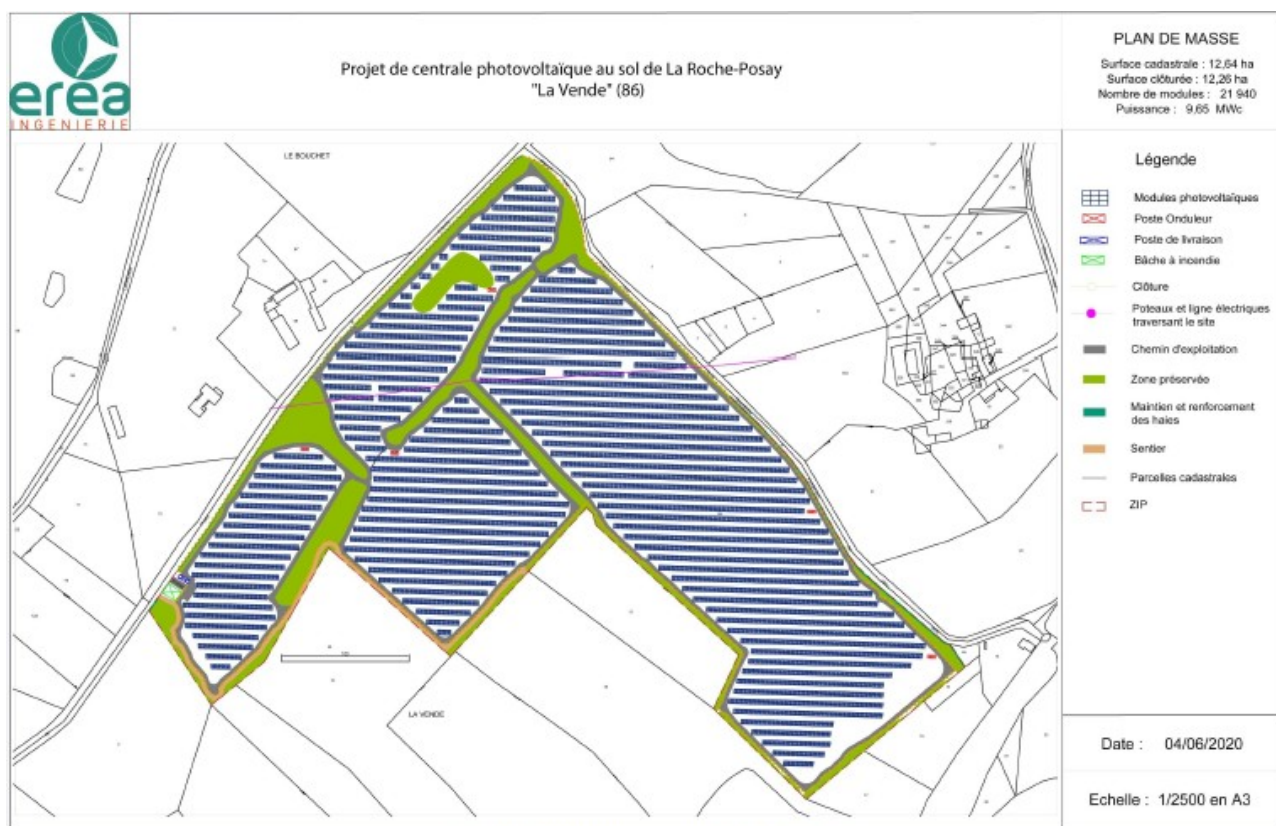 erea
INGENIERIE
Projet de centrale photovoltaïque au sol de La Roche-Posay
"La Vende" (86)
PLAN DE MASSE
Surface cadastrale : 12,64 ha
Surface clôturée : 12,26 ha
Nombre de modules : 21 940
Puissance : 9,65 MWc
LE BOUCHET
LA VENDE
Légende
Modules photovoltaïques
Poste Onduleur
Poste de livraison
Bâche à incendie
Clôture
Poteaux et ligne électriques
traversant le site
Chemin d'exploitation
Zone préservée
Maintien et renforcement
des haies
Sentier
Parcelles cadastrales
ZIP
Date : 04/06/2020
Echelle : 1/2500 en A3